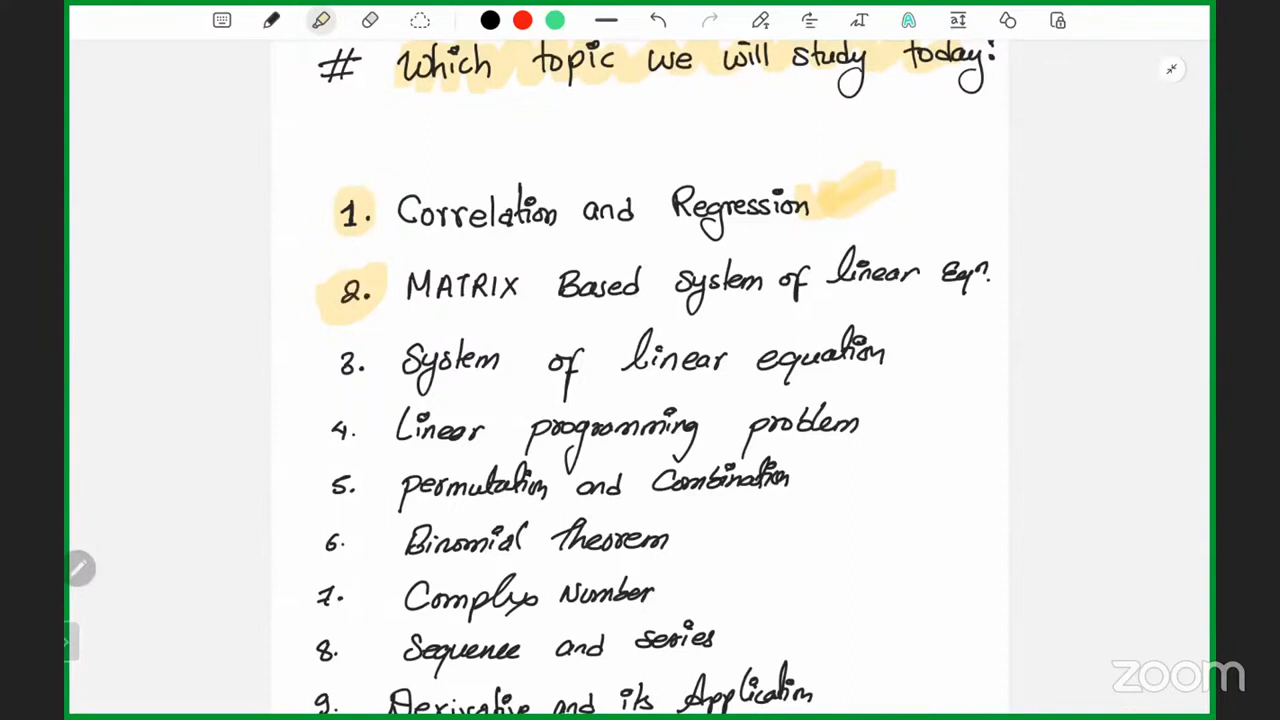 # Which topic we will study today:
1. Correlation and Regression
2. MATRIX Based System of linear Eqn.
3. System of linear equation
4. Linear programming problem
5. Permutation and Combination
6. Binomial theorem
7. Complex Number
8. Sequence and series
9. Derivative and its Application
zoom